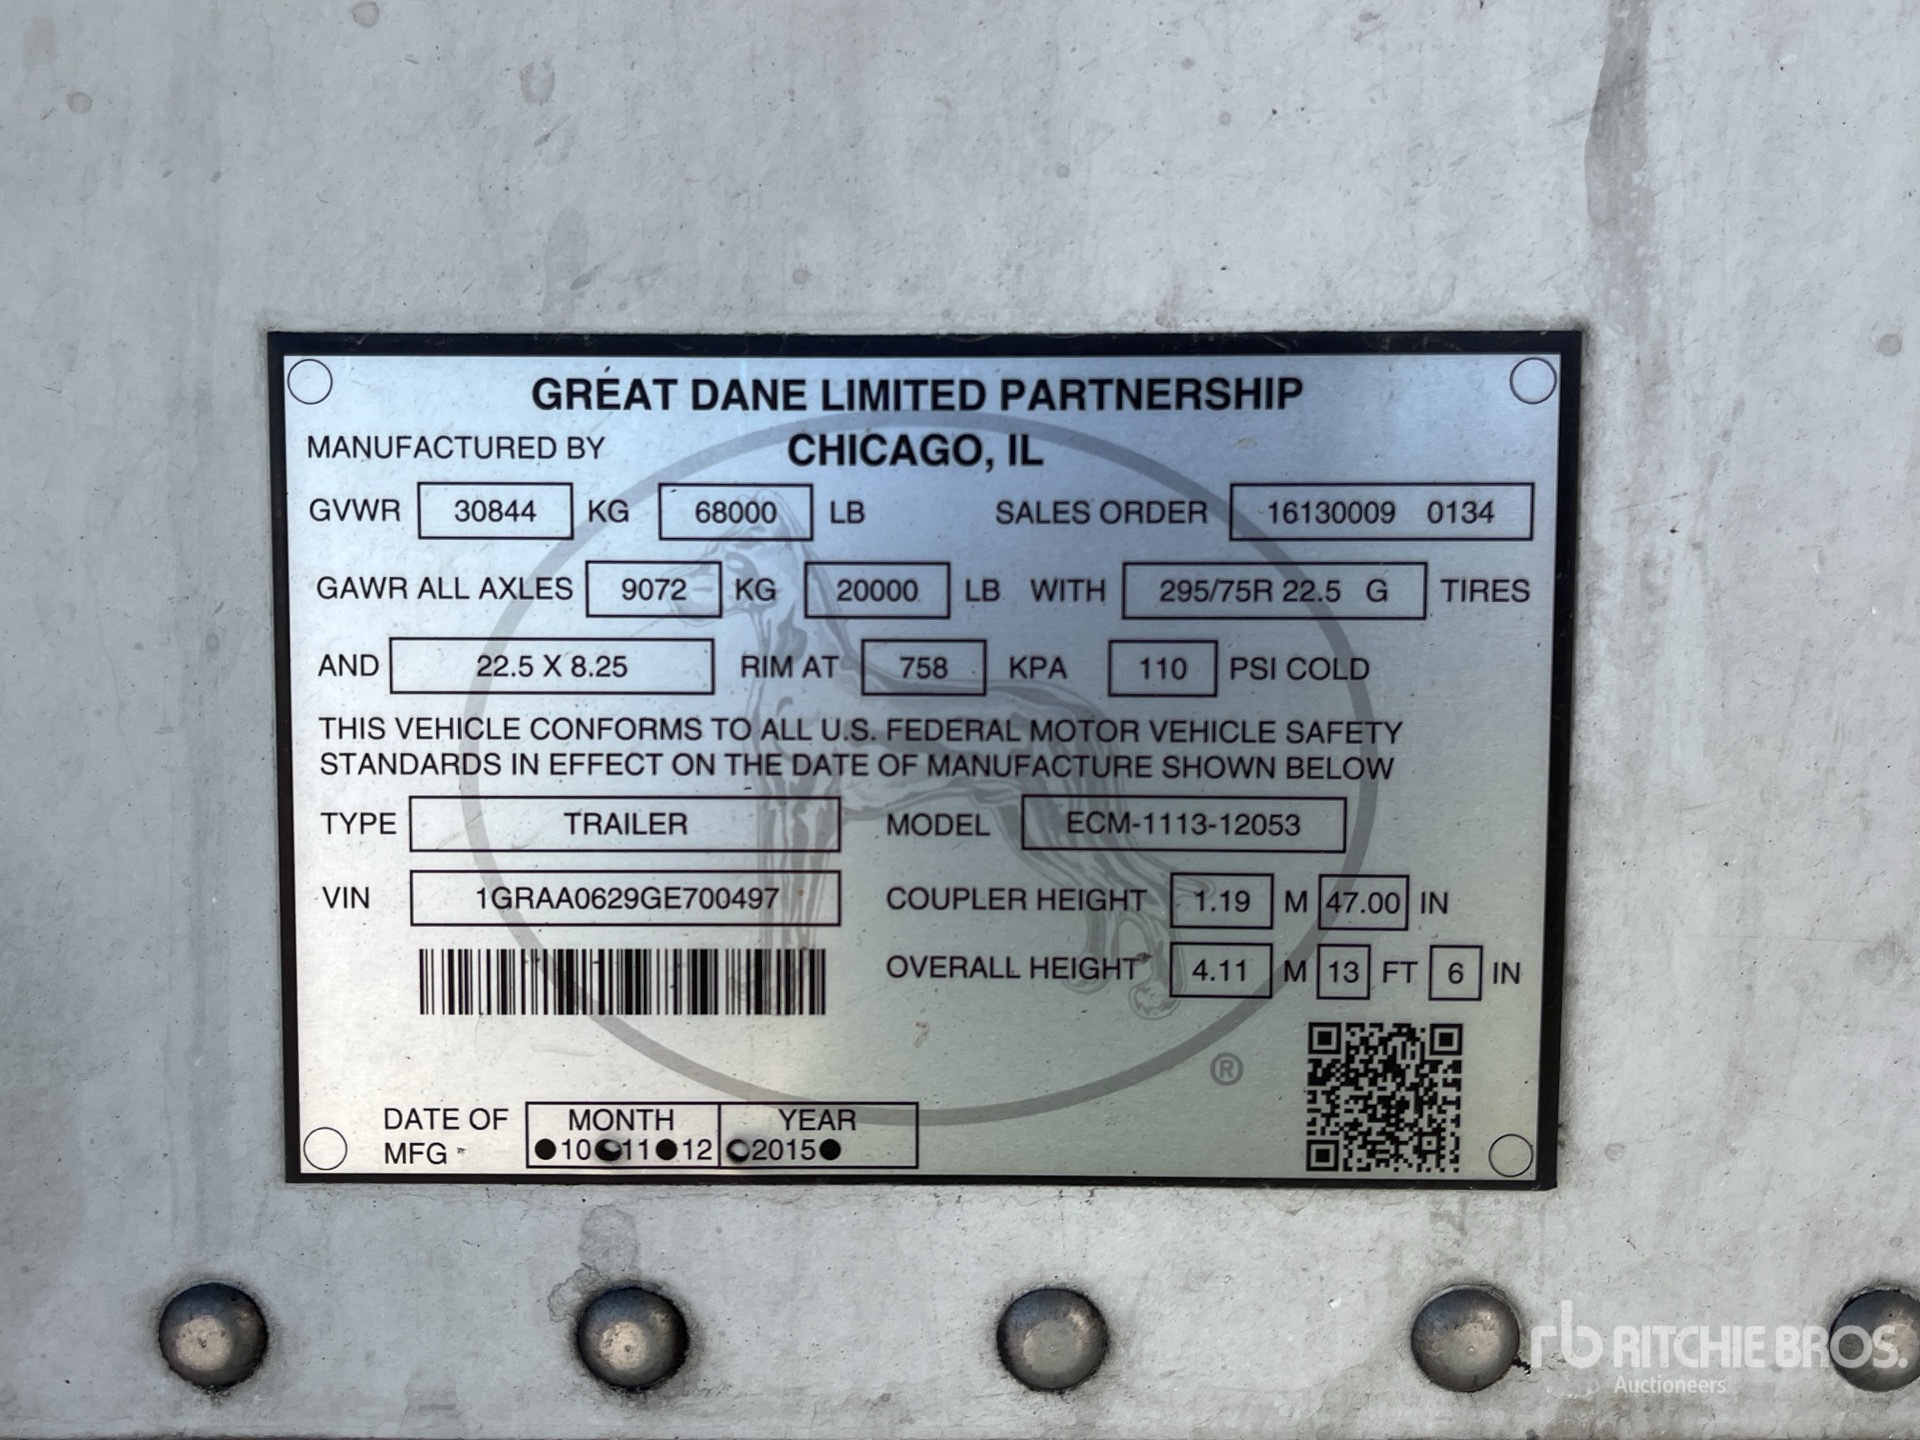 GREAT DANE LIMITED PARTNERSHIP
MANUFACTURED BY CHICAGO, IL
GVWR 30844 KG 68000 LB SALES ORDER 16130009 0134
GAWR ALL AXLES 9072 KG 20000 LB WITH 295/75R 22.5 G TIRES
AND 22.5 X 8.25 RIM AT 758 KPA 110 PSI COLD
THIS VEHICLE CONFORMS TO ALL U.S. FEDERAL MOTOR VEHICLE SAFETY
STANDARDS IN EFFECT ON THE DATE OF MANUFACTURE SHOWN BELOW
TYPE TRAILER MODEL ECM-1113-12053
VIN 1GRAA0629GE700497 COUPLER HEIGHT 1.19 M 47.00 IN
OVERALL HEIGHT 4.11 M 13 FT 6 IN
®
DATE OF MONTH YEAR
MFG ●10●11●12 ●2015●
rb RITCHIE BROS.
Auctioneers